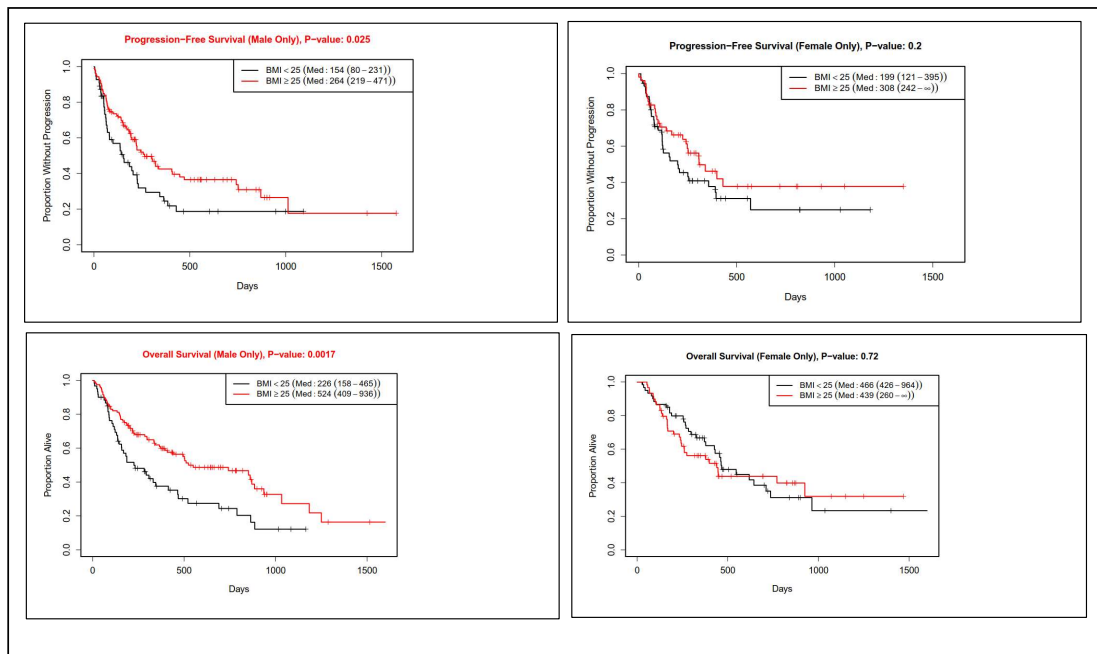 Progression−Free Survival (Male Only), P−value: 0.025
BMI < 25 (Med : 154 (80 − 231))
BMI ≥ 25 (Med : 264 (219 − 471))
Proportion Without Progression
1.0
0.8
0.6
0.4
0.2
0.0
0 500 1000 1500
Days
Progression−Free Survival (Female Only), P−value: 0.2
BMI < 25 (Med : 199 (121 − 395))
BMI ≥ 25 (Med : 308 (242 − ∞))
Proportion Without Progression
1.0
0.8
0.6
0.4
0.2
0.0
0 500 1000 1500
Days
Overall Survival (Male Only), P−value: 0.0017
BMI < 25 (Med : 226 (158 − 465))
BMI ≥ 25 (Med : 524 (409 − 936))
Proportion Alive
1.0
0.8
0.6
0.4
0.2
0.0
0 500 1000 1500
Days
Overall Survival (Female Only), P−value: 0.72
BMI < 25 (Med : 466 (426 − 964))
BMI ≥ 25 (Med : 439 (260 − ∞))
Proportion Alive
1.0
0.8
0.6
0.4
0.2
0.0
0 500 1000 1500
Days